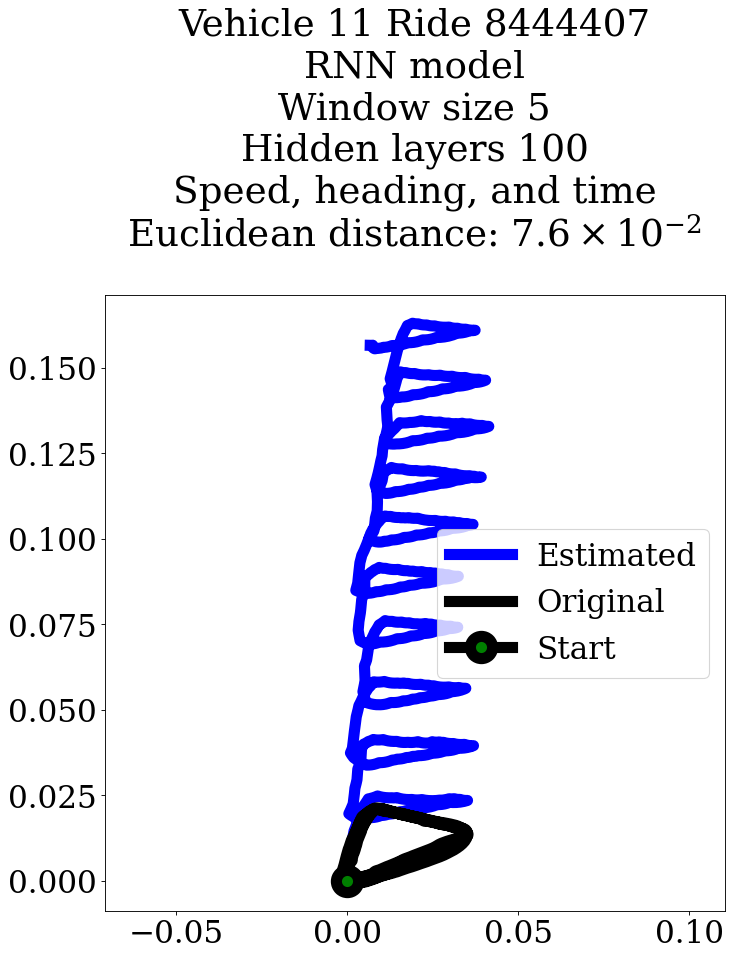 Vehicle 11 Ride 8444407
RNN model
Window size 5
Hidden layers 100
Speed, heading, and time
Euclidean distance: 7.6 × 10⁻²
0.150
0.125
0.100
0.075
0.050
0.025
0.000
Estimated
Original
Start
−0.05 0.00 0.05 0.10